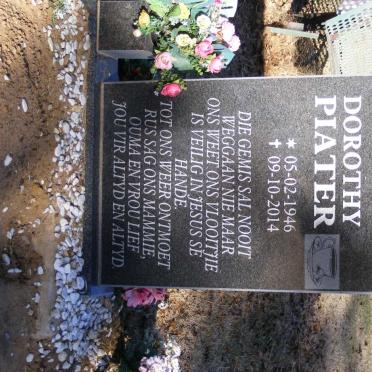 DOROTHY
PIATER
* 05-02-1946
✝ 09-10-2014
DIE GEMIS SAL NOOIT
WEGGAAN NIE MAAR
ONS WEET ONS FLOOITJIE
IS VEILIG IN JESUS SE
HANDE.
TOT ONS WEER ONTMOET
RUS SAG ONS MAMMIE,
OUMA EN VROU LIEF
JOU VIR ALTYD EN ALTYD.